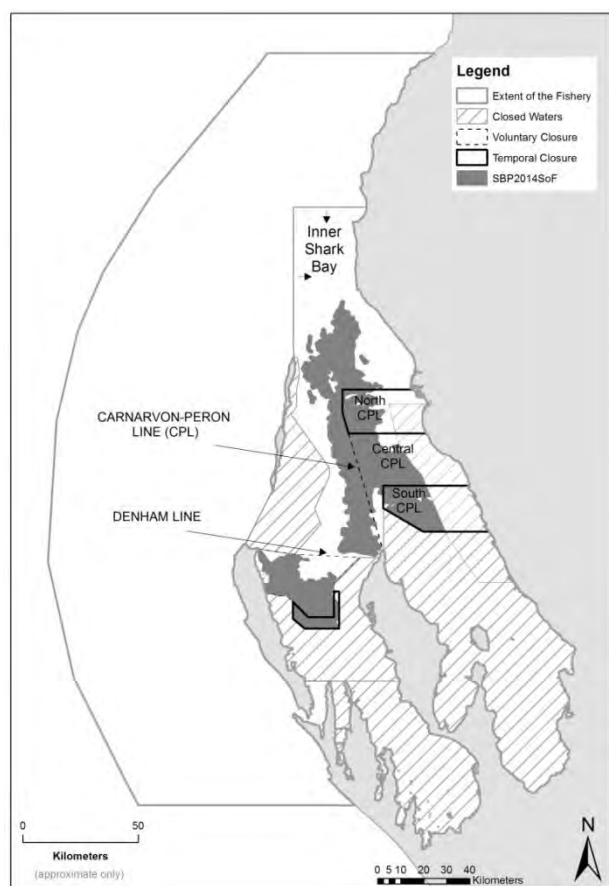 Legend
Extent of the Fishery
Closed Waters
Voluntary Closure
Temporal Closure
SBP2014SoF
Inner
Shark
Bay
North
CPL
CARNARVON-PERON
LINE (CPL)
Central
CPL
South
CPL
DENHAM LINE
0 50
Kilometers
(approximate only)
N
0 5 10 20 30 40
Kilometers